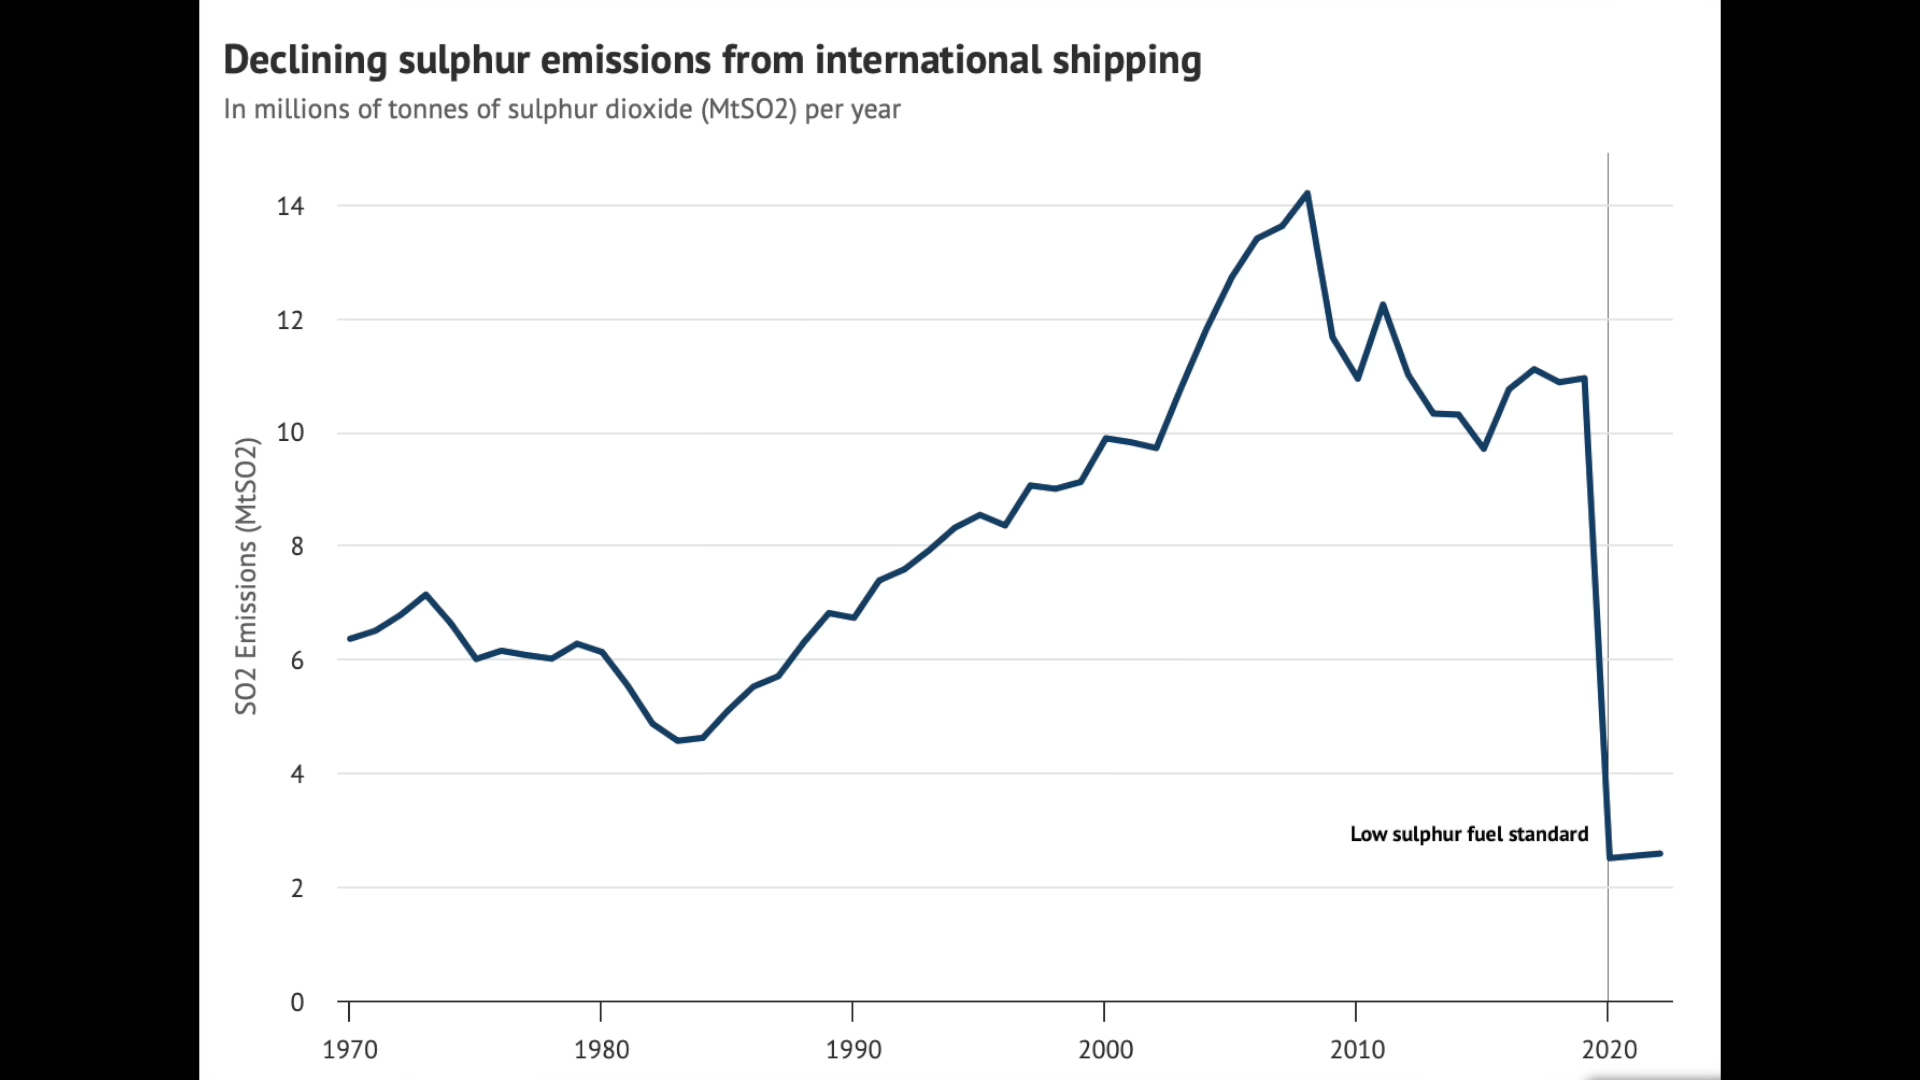 Declining sulphur emissions from international shipping
In millions of tonnes of sulphur dioxide (MtSO2) per year
SO2 Emissions (MtSO2)
14
12
10
8
6
4
2
0
Low sulphur fuel standard
1970 1980 1990 2000 2010 2020